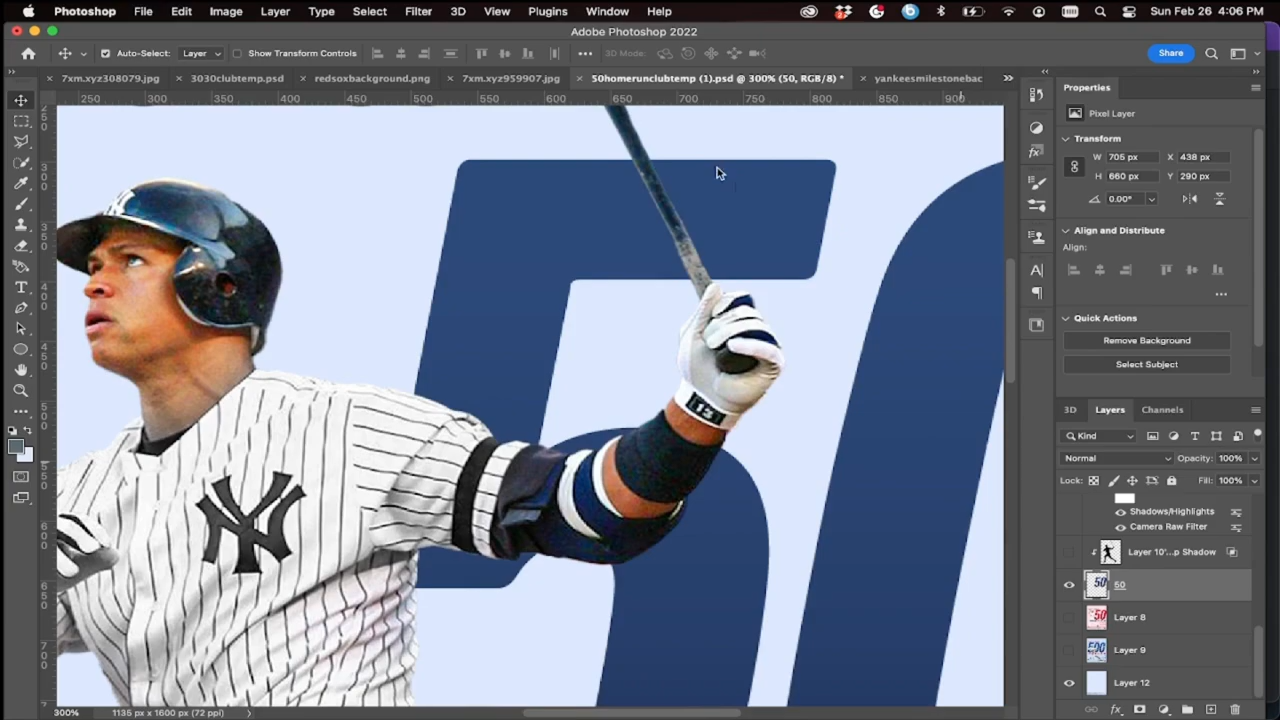 Photoshop File Edit Image Layer Type Select Filter 3D View Plugins Window Help Sun Feb 26 4:06 PM
Adobe Photoshop 2022
Auto-Select: Layer Show Transform Controls 3D Mode: Share
7xm.xyz308079.jpg 3030clubtemp.psd redsoxbackground.png 7xm.xyz959907.jpg 50homerunclubtemp (1).psd @ 300% (50, RGB/8) * yankeesmilestonebac
250 300 350 400 450 500 550 600 650 700 750 800 850 900
Properties
Pixel Layer
Transform
W 705 px X 438 px
H 660 px Y 290 px
0.00°
Align and Distribute
Align:
Quick Actions
Remove Background
Select Subject
3D Layers Channels
Kind
Normal Opacity: 100%
Lock: Fill: 100%
Shadows/Highlights
Camera Raw Filter
Layer 10'...p Shadow
50
Layer 8
Layer 9
Layer 12
NY
13
50
300% 1135 px x 1600 px (72 ppi)